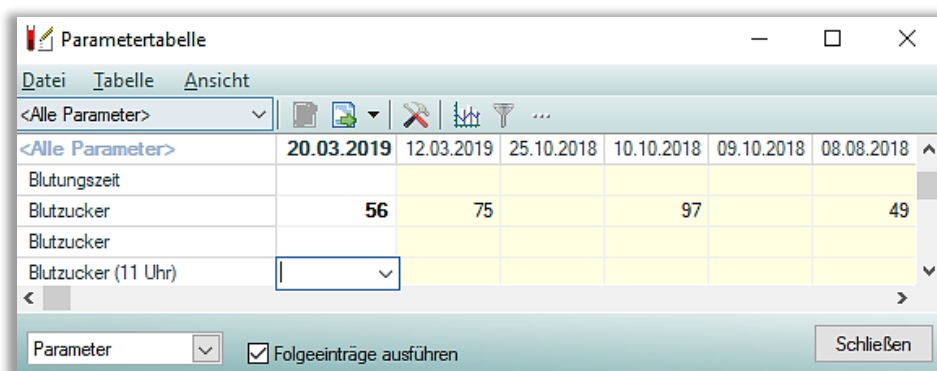 Parametertabelle
Datei Tabelle Ansicht
<Alle Parameter>
<Alle Parameter> 20.03.2019 12.03.2019 25.10.2018 10.10.2018 09.10.2018 08.08.2018
Blutungszeit
Blutzucker 56 75 97 49
Blutzucker
Blutzucker (11 Uhr)
Parameter Folgeeinträge ausführen Schließen